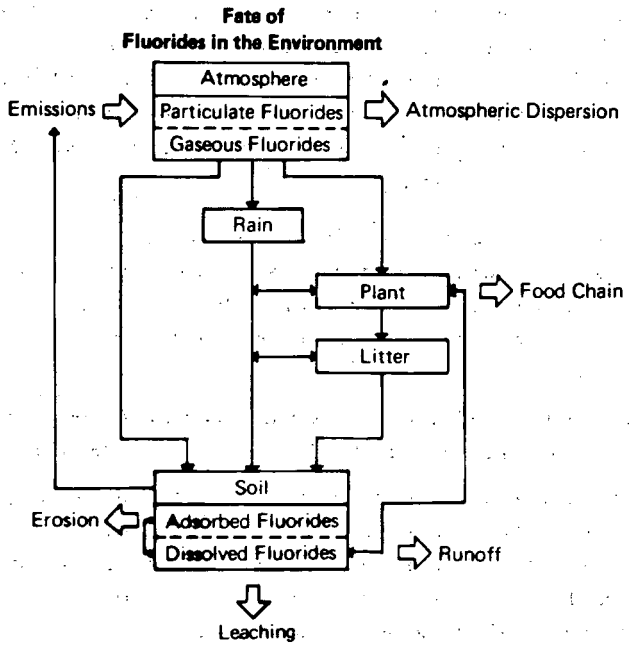 Fate of
Fluorides in the Environment
Atmosphere
Emissions
Particulate Fluorides
Atmospheric Dispersion
Gaseous Fluorides
Rain
Plant
Food Chain
Litter
Soil
Erosion
Adsorbed Fluorides
Dissolved Fluorides
Runoff
Leaching